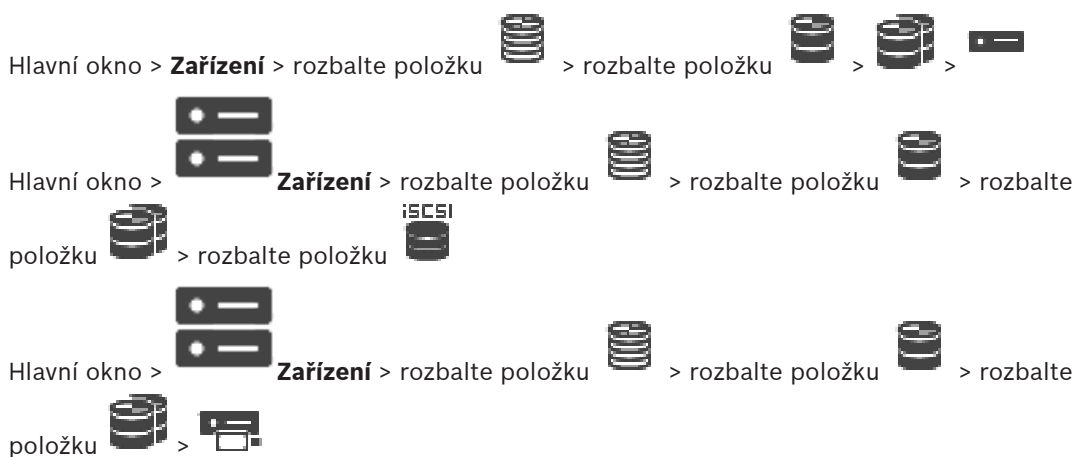 Hlavní okno > Zařízení > rozbalte položku > rozbalte položku > >
Hlavní okno > Zařízení > rozbalte položku > rozbalte položku > rozbalte
iSCSI
položku > rozbalte položku
Hlavní okno > Zařízení > rozbalte položku > rozbalte položku > rozbalte
položku >